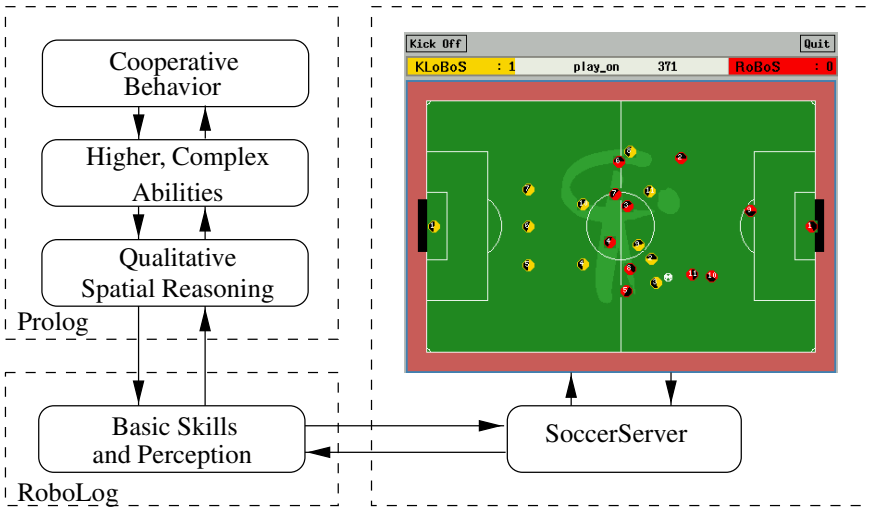 Cooperative
Behavior
Higher, Complex
Abilities
Qualitative
Spatial Reasoning
Prolog
Basic Skills
and Perception
RoboLog
Kick Off Quit
KLoBoS : 1 play_on 371 RoBoS : 0
SoccerServer